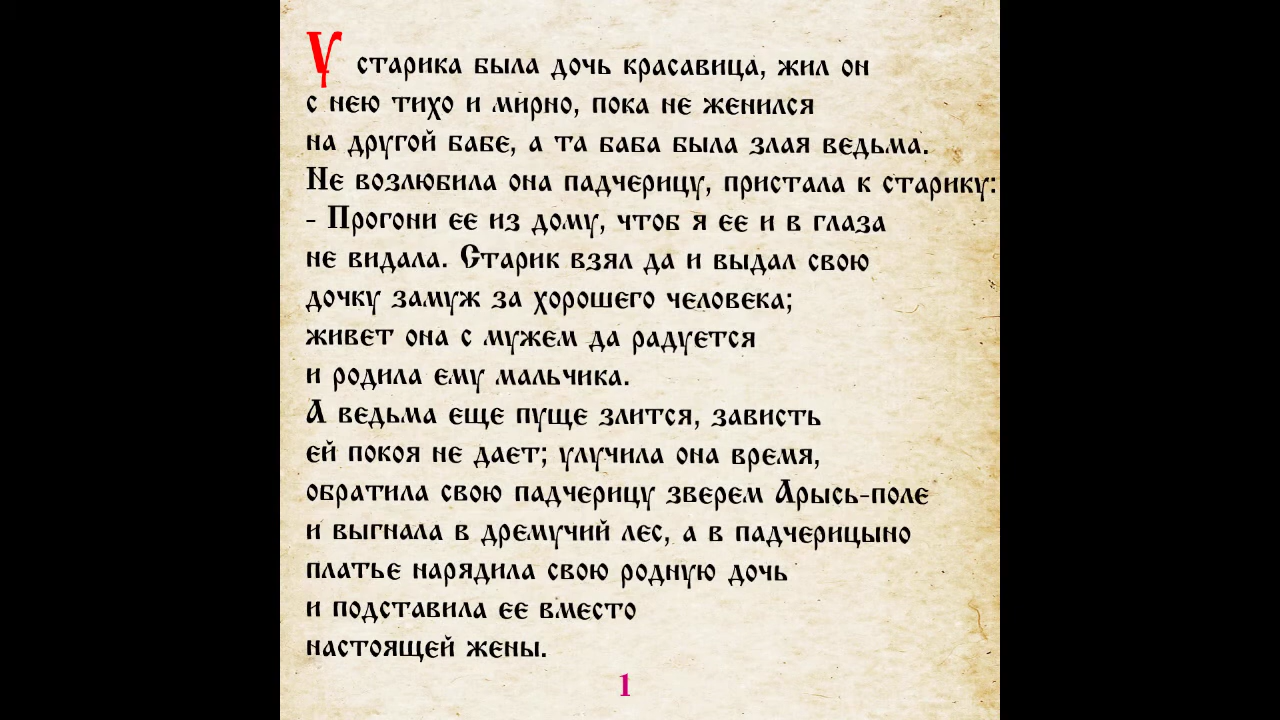 У старика была дочь красавица, жил он
с нею тихо и мирно, пока не женился
на другой бабе, а та баба была злая ведьма.
Не возлюбила она падчерицу, пристала к старику:
- Прогони ее из дому, чтоб я ее и в глаза
не видала. Старик взял да и выдал свою
дочку замуж за хорошего человека;
живет она с мужем да радуется
и родила ему мальчика.
А ведьма еще пуще злится, зависть
ей покоя не дает; улучила она время,
обратила свою падчерицу зверем Арысь-поле
и выгнала в дремучий лес, а в падчерицыно
платье нарядила свою родную дочь
и подставила ее вместо
настоящей жены.
1